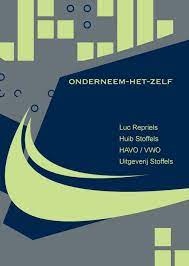 ONDERNEEM-HET-ZELF
Luc Repriels
Huib Stoffels
HAVO / VWO
Uitgeverij Stoffels